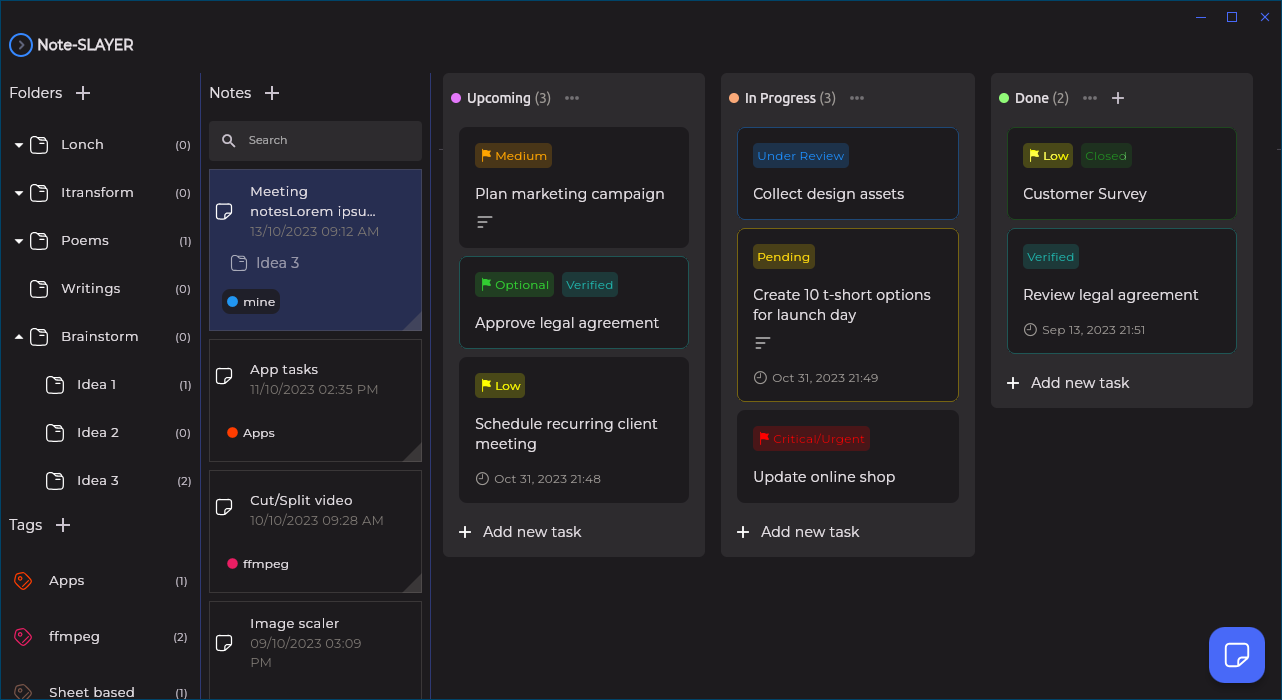 Note-SLAYER
Folders
Lonch (0)
Itransform (0)
Poems (1)
Writings (0)
Brainstorm (0)
Idea 1 (1)
Idea 2 (0)
Idea 3 (2)
Tags
Apps (1)
ffmpeg (2)
Sheet based (1)
Notes
Search
Meeting
notesLorem ipsu...
13/10/2023 09:12 AM
Idea 3
mine
App tasks
11/10/2023 02:35 PM
Apps
Cut/Split video
10/10/2023 09:28 AM
ffmpeg
Image scaler
09/10/2023 03:09
PM
Upcoming (3)
Medium
Plan marketing campaign
Optional Verified
Approve legal agreement
Low
Schedule recurring client
meeting
Oct 31, 2023 21:48
Add new task
In Progress (3)
Under Review
Collect design assets
Pending
Create 10 t-short options
for launch day
Oct 31, 2023 21:49
Critical/Urgent
Update online shop
Add new task
Done (2)
Low Closed
Customer Survey
Verified
Review legal agreement
Sep 13, 2023 21:51
Add new task